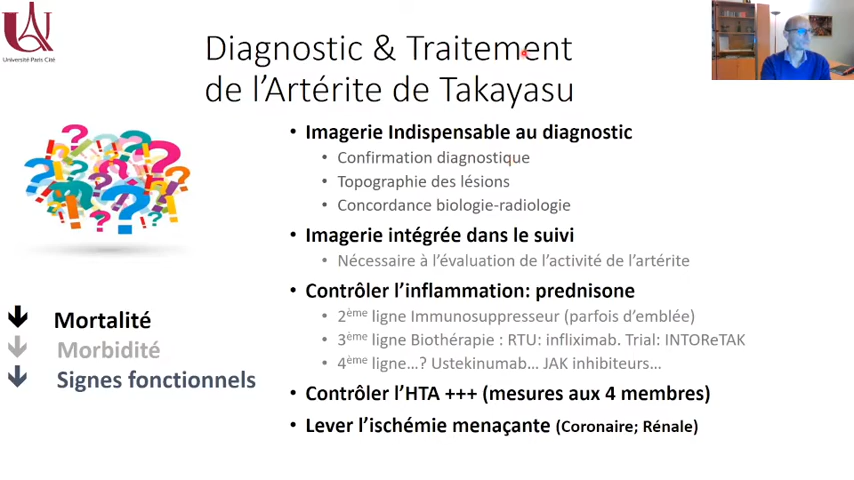 Université Paris Cité
Diagnostic & Traitement
de l'Artérite de Takayasu
• Imagerie Indispensable au diagnostic
• Confirmation diagnostique
• Topographie des lésions
• Concordance biologie-radiologie
• Imagerie intégrée dans le suivi
• Nécessaire à l'évaluation de l'activité de l'artérite
• Contrôler l'inflammation: prednisone
• 2ème ligne Immunosuppresseur (parfois d'emblée)
• 3ème ligne Biothérapie : RTU: infliximab. Trial: INTOReTAK
• 4ème ligne…? Ustekinumab… JAK inhibiteurs…
• Contrôler l'HTA +++ (mesures aux 4 membres)
• Lever l'ischémie menaçante (Coronaire; Rénale)
Mortalité
Morbidité
Signes fonctionnels